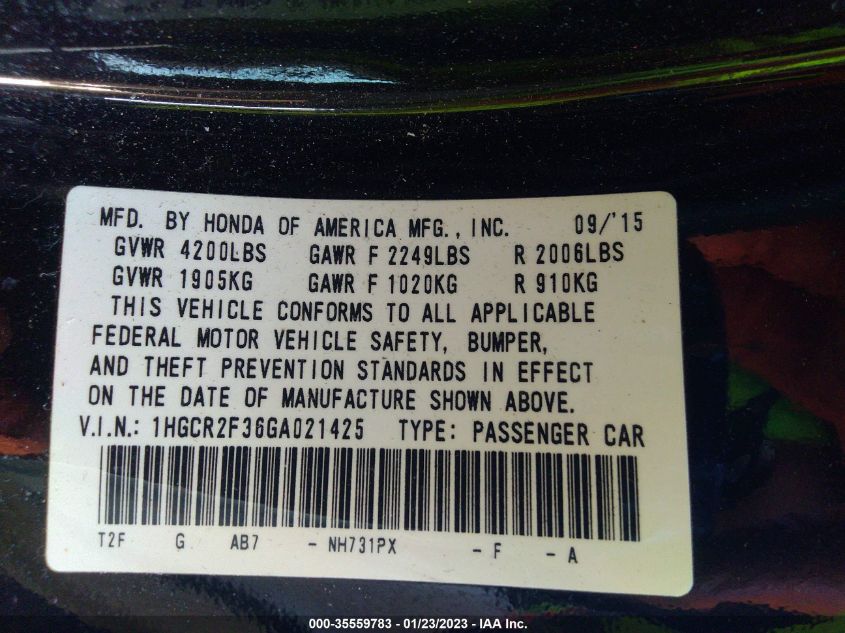 MFD. BY HONDA OF AMERICA MFG., INC. 09/'15
GVWR 4200LBS GAWR F 2249LBS R 2006LBS
GVWR 1905KG GAWR F 1020KG R 910KG
THIS VEHICLE CONFORMS TO ALL APPLICABLE
FEDERAL MOTOR VEHICLE SAFETY, BUMPER,
AND THEFT PREVENTION STANDARDS IN EFFECT
ON THE DATE OF MANUFACTURE SHOWN ABOVE.
V.I.N.: 1HGCR2F36GA021425 TYPE: PASSENGER CAR
T2F G AB7 - NH731PX - F - A
000-35559783 - 01/23/2023 - IAA Inc.